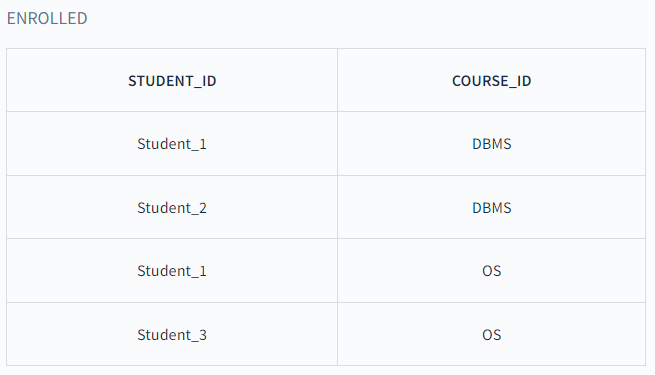 ENROLLED
STUDENT_ID COURSE_ID
Student_1 DBMS
Student_2 DBMS
Student_1 OS
Student_3 OS